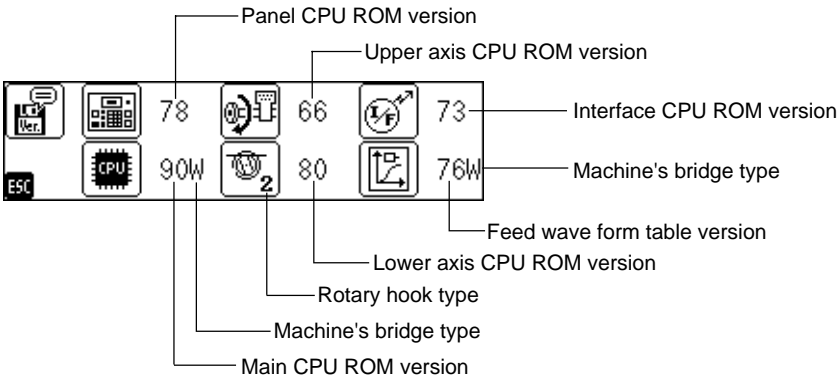 Panel CPU ROM version
Upper axis CPU ROM version
Ver. 78 66 I/F 73 Interface CPU ROM version
ESC CPU 90W 2 80 76W Machine's bridge type
Feed wave form table version
Lower axis CPU ROM version
Rotary hook type
Machine's bridge type
Main CPU ROM version